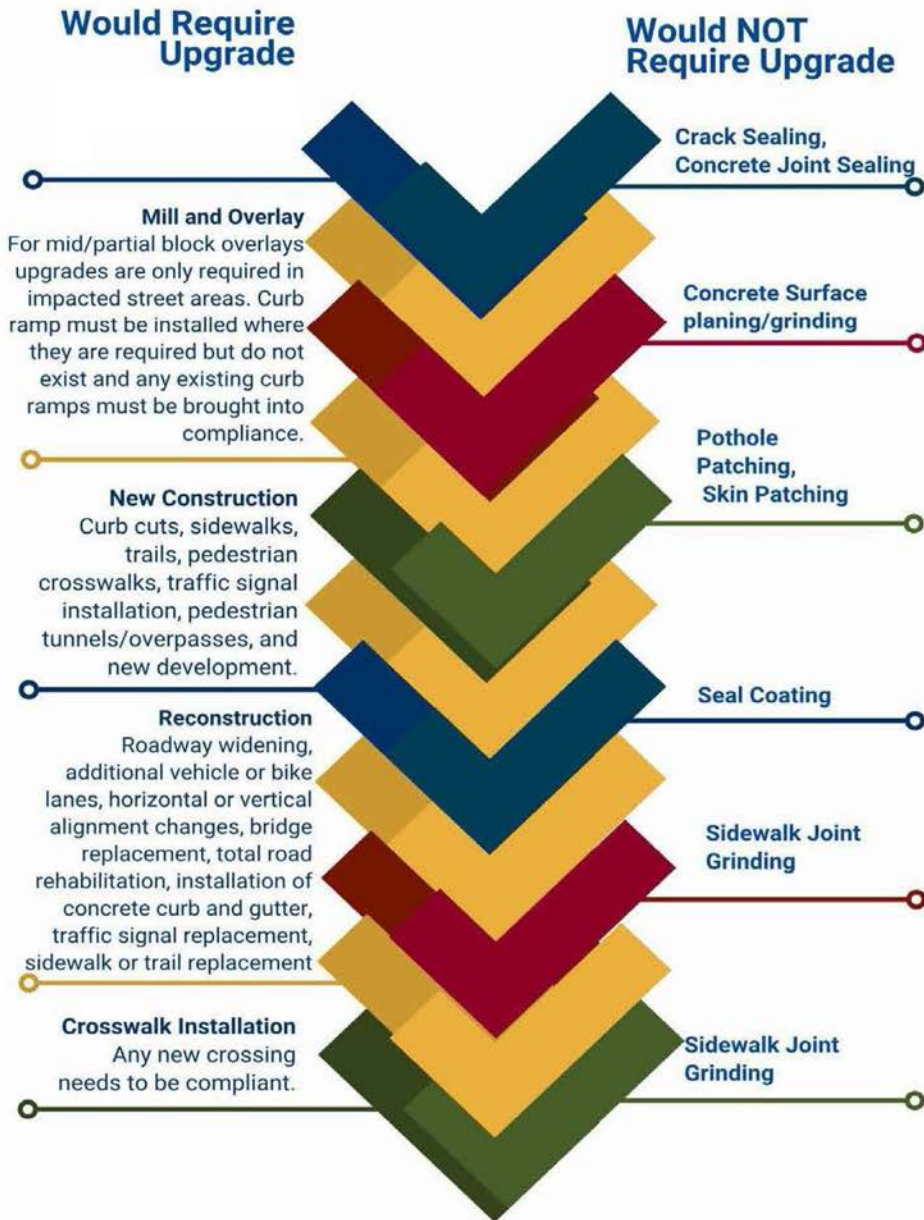 Would Require
Upgrade
Mill and Overlay
For mid/partial block overlays
upgrades are only required in
impacted street areas. Curb
ramp must be installed where
they are required but do not
exist and any existing curb
ramps must be brought into
compliance.
New Construction
Curb cuts, sidewalks,
trails, pedestrian
crosswalks, traffic signal
installation, pedestrian
tunnels/overpasses, and
new development.
Reconstruction
Roadway widening,
additional vehicle or bike
lanes, horizontal or vertical
alignment changes, bridge
replacement, total road
rehabilitation, installation of
concrete curb and gutter,
traffic signal replacement,
sidewalk or trail replacement
Crosswalk Installation
Any new crossing
needs to be compliant.
Would NOT
Require Upgrade
Crack Sealing,
Concrete Joint Sealing
Concrete Surface
planing/grinding
Pothole
Patching,
Skin Patching
Seal Coating
Sidewalk Joint
Grinding
Sidewalk Joint
Grinding